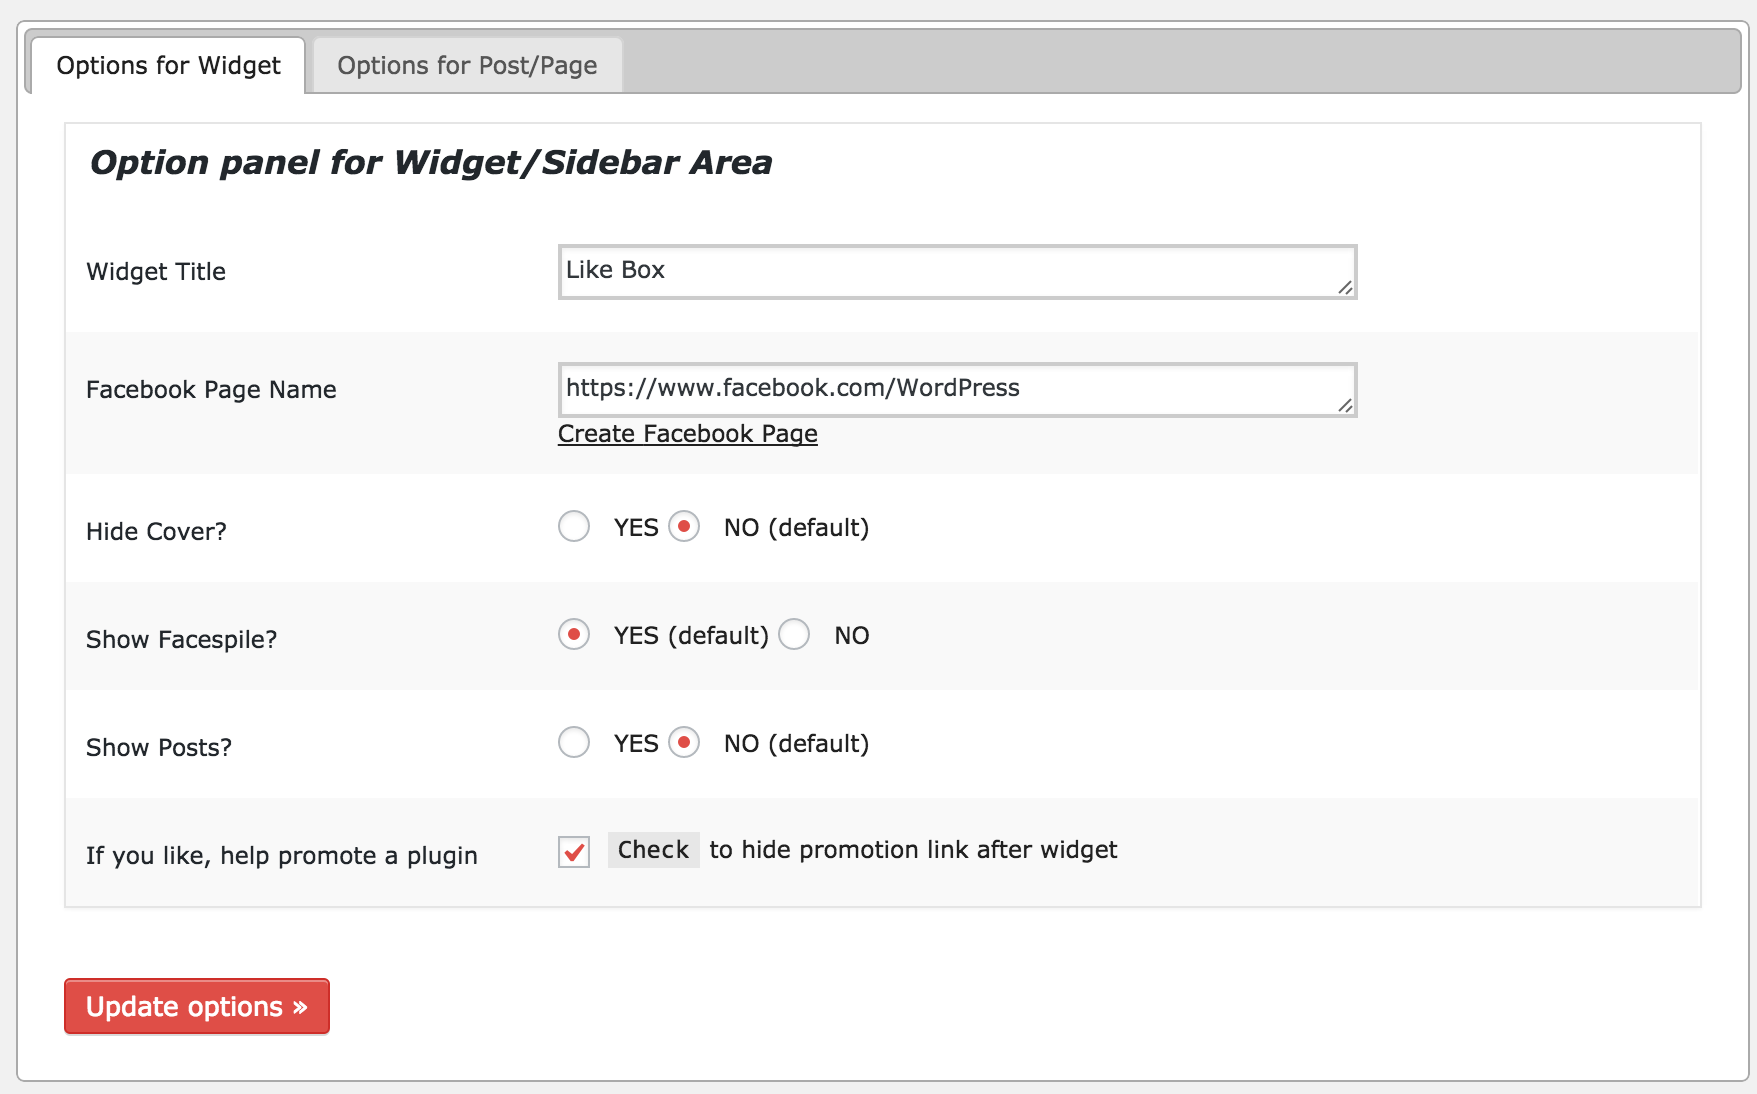 Options for Widget
Options for Post/Page
Option panel for Widget/Sidebar Area
Widget Title
Like Box
Facebook Page Name
https://www.facebook.com/WordPress
Create Facebook Page
Hide Cover?
YES NO (default)
Show Facespile?
YES (default) NO
Show Posts?
YES NO (default)
If you like, help promote a plugin
Check to hide promotion link after widget
Update options »